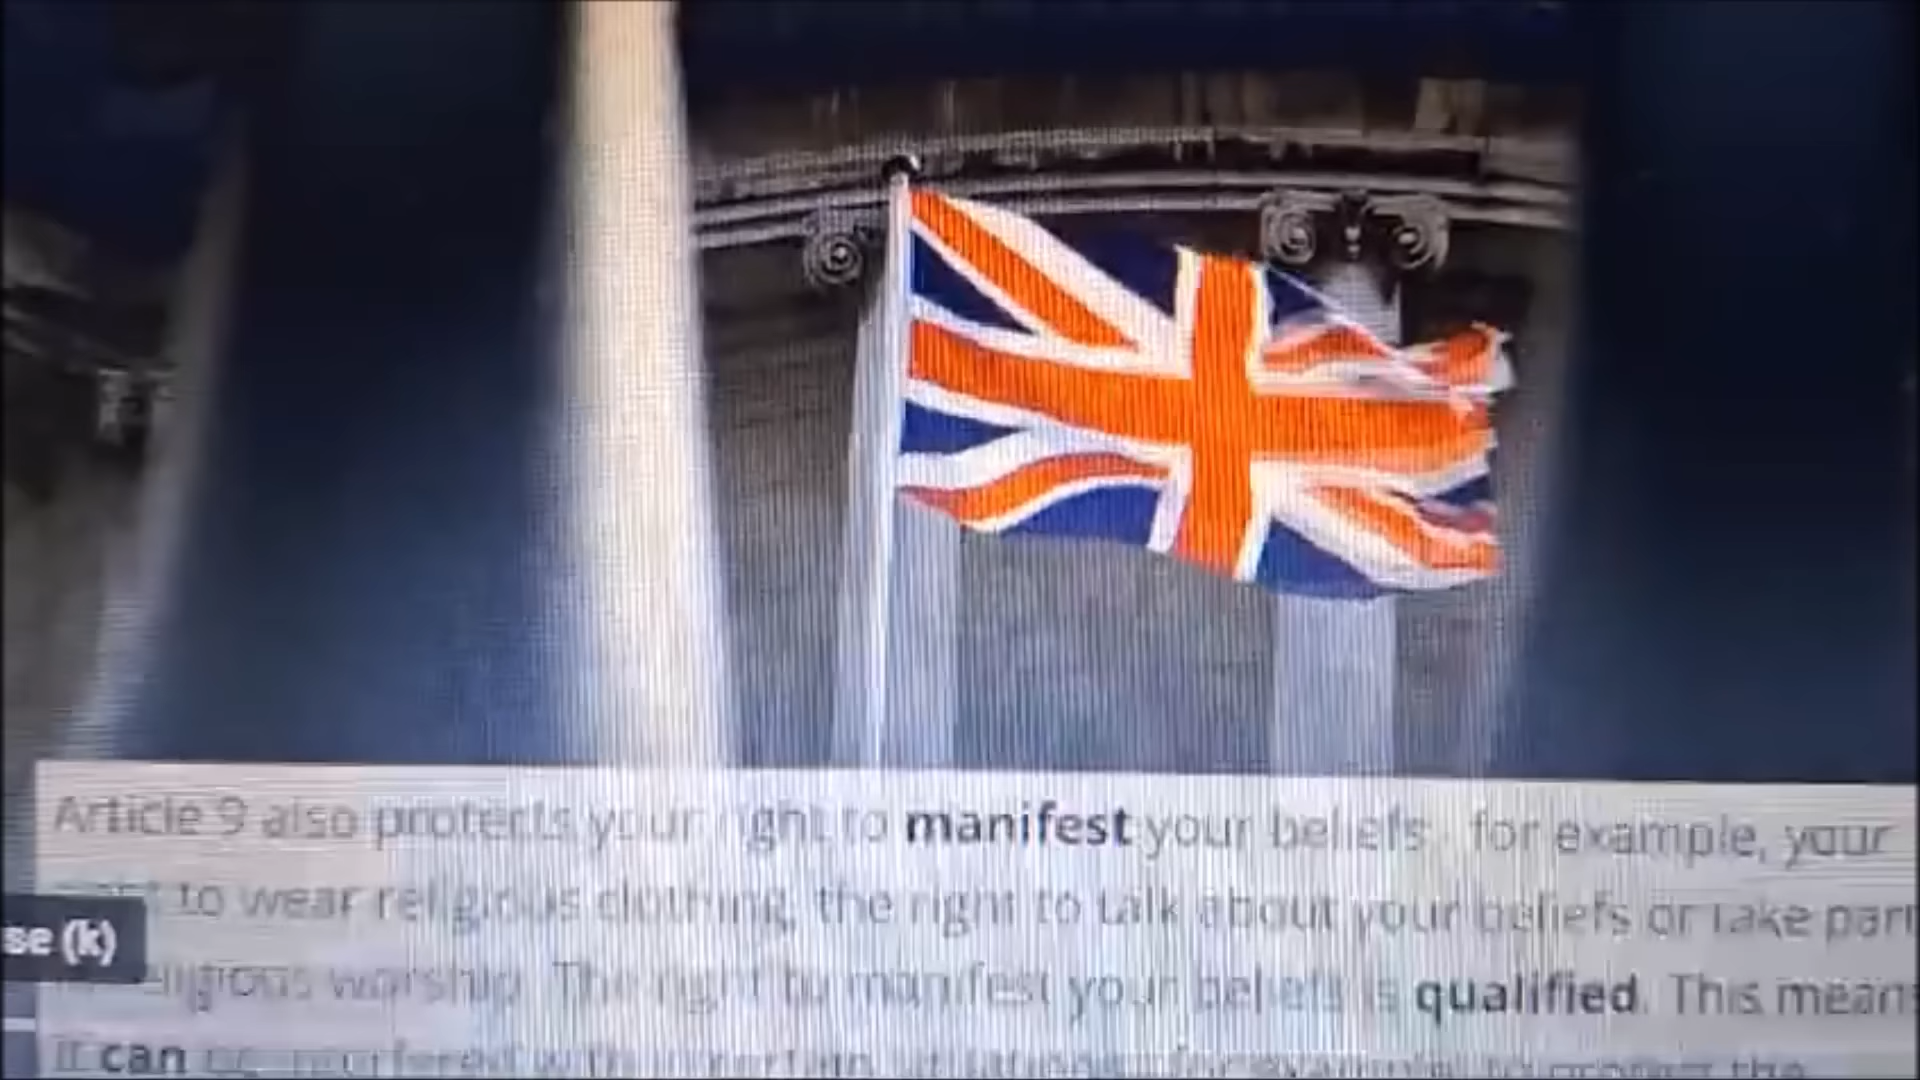 Article 9 also protects your right to manifest your beliefs for example, your
to wear religious clothing, the right to talk about your beliefs or take part
se (k)
religious worship. The right to manifest your beliefs is qualified. This means
it can